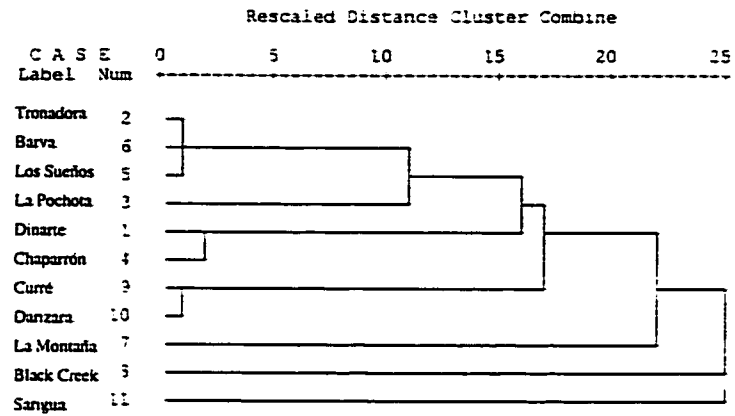 Rescaled Distance Cluster Combine
C A S E 0 5 10 15 20 25
Label Num
Tronadora 2
Barva 6
Los Sueños 5
La Pochota 3
Dinarte 1
Chaparrón 4
Curré 9
Danzara 10
La Montaña 7
Black Creek
Sangua 11